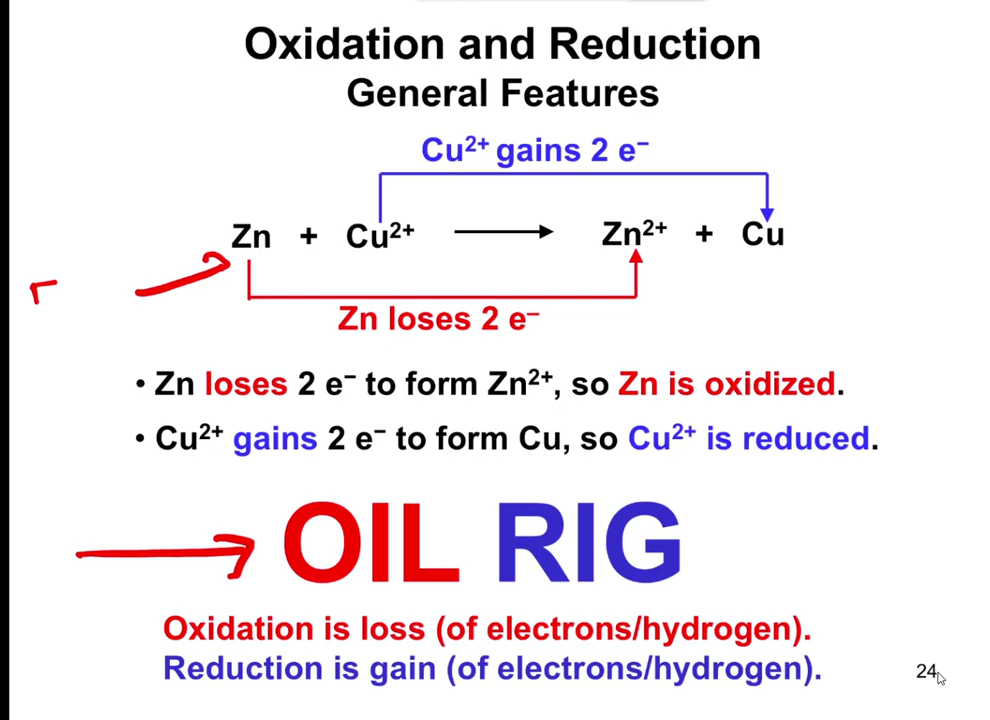 Oxidation and Reduction
General Features
Cu²⁺ gains 2 e⁻
Zn + Cu²⁺ → Zn²⁺ + Cu
Zn loses 2 e⁻
• Zn loses 2 e⁻ to form Zn²⁺, so Zn is oxidized.
• Cu²⁺ gains 2 e⁻ to form Cu, so Cu²⁺ is reduced.
OIL RIG
Oxidation is loss (of electrons/hydrogen).
Reduction is gain (of electrons/hydrogen).
24